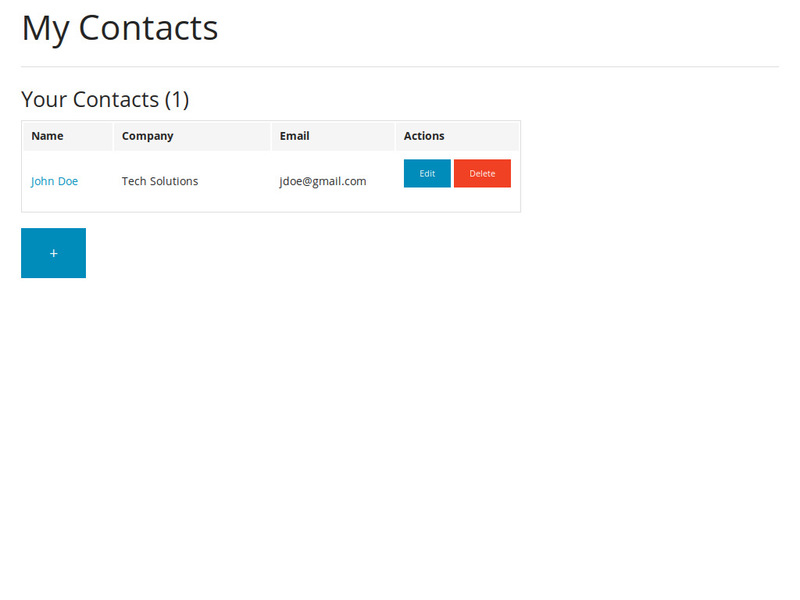 My Contacts
Your Contacts (1)
Name Company Email Actions
John Doe Tech Solutions jdoe@gmail.com Edit Delete
+